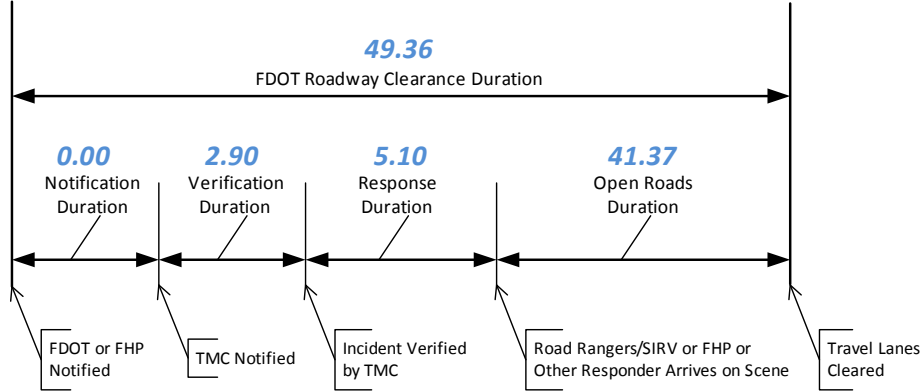 49.36
FDOT Roadway Clearance Duration
0.00
Notification
Duration
2.90
Verification
Duration
5.10
Response
Duration
41.37
Open Roads
Duration
FDOT or FHP
Notified
TMC Notified
Incident Verified
by TMC
Road Rangers/SIRV or FHP or
Other Responder Arrives on Scene
Travel Lanes
Cleared